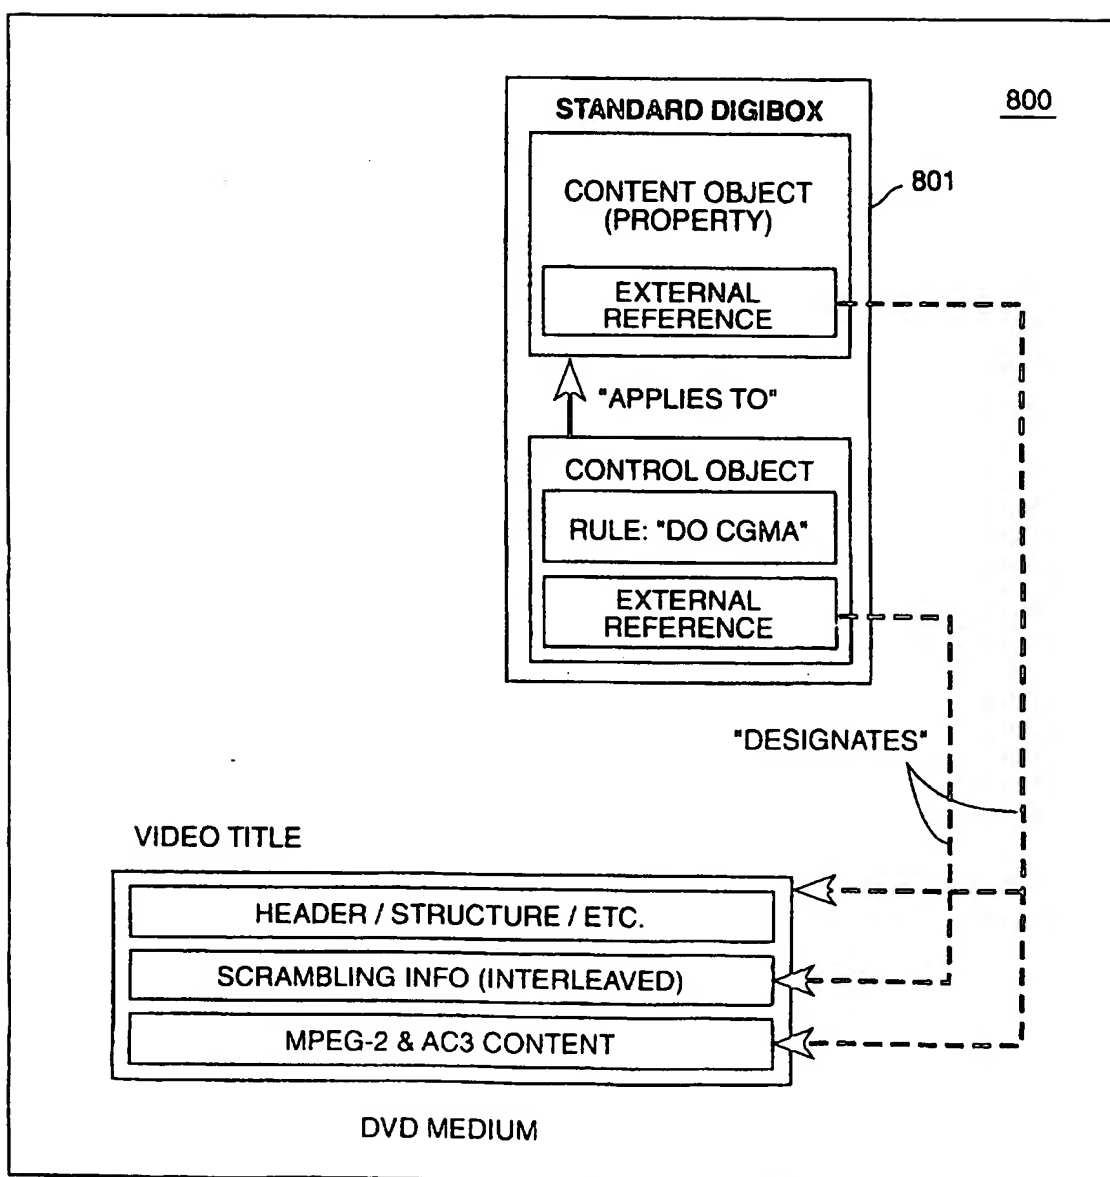 STANDARD DIGIBOX
800
CONTENT OBJECT
(PROPERTY)
801
EXTERNAL
REFERENCE
"APPLIES TO"
CONTROL OBJECT
RULE: "DO CGMA"
EXTERNAL
REFERENCE
"DESIGNATES"
VIDEO TITLE
HEADER / STRUCTURE / ETC.
SCRAMBLING INFO (INTERLEAVED)
MPEG-2 & AC3 CONTENT
DVD MEDIUM